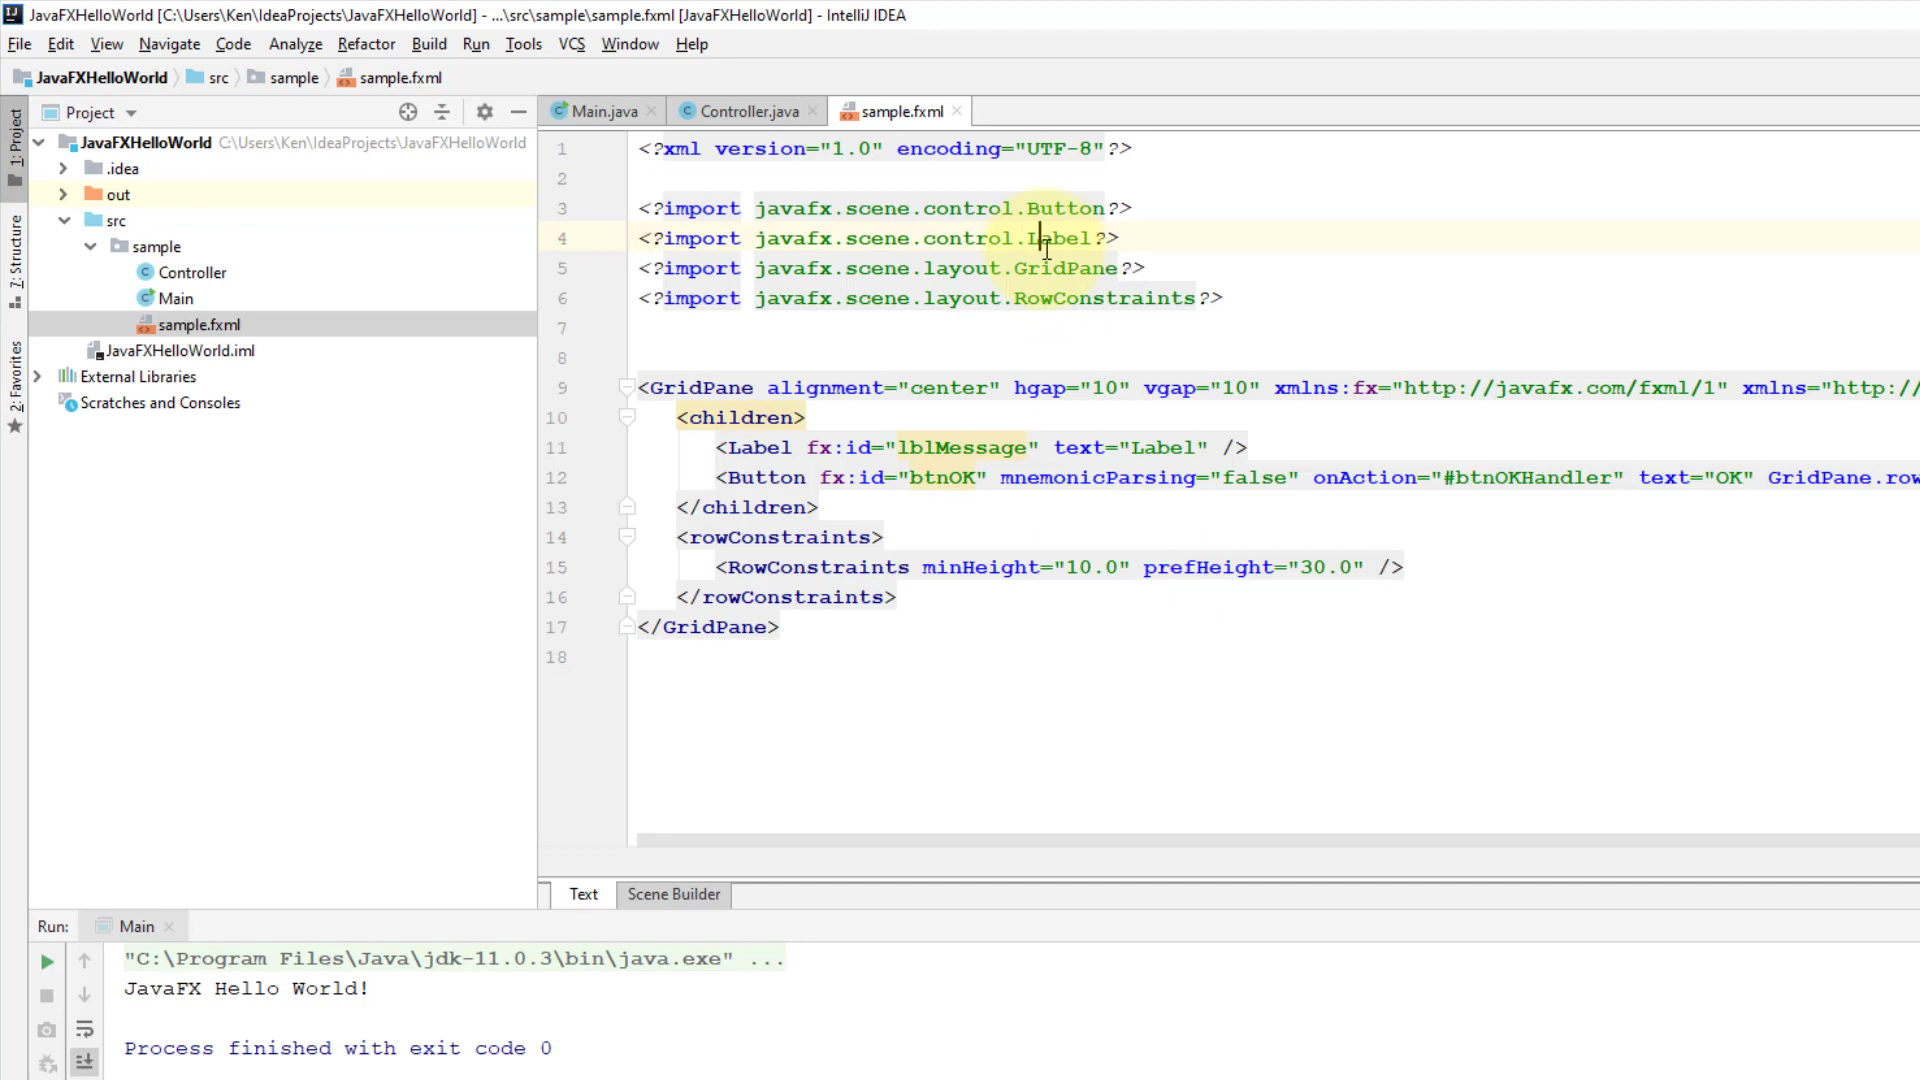 JavaFXHelloWorld [C:\Users\Ken\IdeaProjects\JavaFXHelloWorld] - ...\src\sample\sample.fxml [JavaFXHelloWorld] - IntelliJ IDEA
File Edit View Navigate Code Analyze Refactor Build Run Tools VCS Window Help
JavaFXHelloWorld src sample sample.fxml
Project
Main.java Controller.java sample.fxml
1: Project
7: Structure
2: Favorites
JavaFXHelloWorld C:\Users\Ken\IdeaProjects\JavaFXHelloWorld
.idea
out
src
sample
Controller
Main
sample.fxml
JavaFXHelloWorld.iml
External Libraries
Scratches and Consoles
1 <?xml version="1.0" encoding="UTF-8"?>
2
3 <?import javafx.scene.control.Button?>
4 <?import javafx.scene.control.Label?>
5 <?import javafx.scene.layout.GridPane?>
6 <?import javafx.scene.layout.RowConstraints?>
7
8
9 <GridPane alignment="center" hgap="10" vgap="10" xmlns:fx="http://javafx.com/fxml/1" xmlns="http://
10 <children>
11 <Label fx:id="lblMessage" text="Label" />
12 <Button fx:id="btnOK" mnemonicParsing="false" onAction="#btnOKHandler" text="OK" GridPane.row
13 </children>
14 <rowConstraints>
15 <RowConstraints minHeight="10.0" prefHeight="30.0" />
16 </rowConstraints>
17 </GridPane>
18
Text Scene Builder
Run: Main
"C:\Program Files\Java\jdk-11.0.3\bin\java.exe" ...
JavaFX Hello World!
Process finished with exit code 0